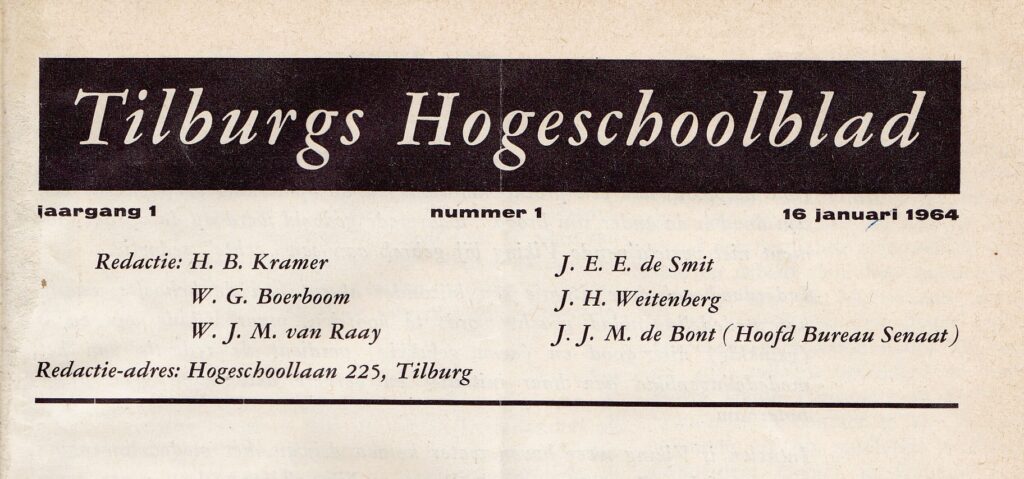 Tilburgs Hogeschoolblad
jaargang 1 nummer 1 16 januari 1964
Redactie: H. B. Kramer J. E. E. de Smit
W. G. Boerboom J. H. Weitenberg
W. J. M. van Raay J. J. M. de Bont (Hoofd Bureau Senaat)
Redactie-adres: Hogeschoollaan 225, Tilburg